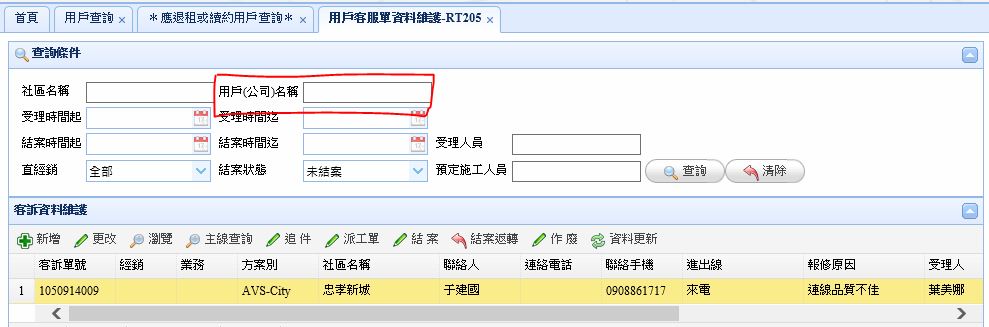 首頁 用戶查詢 × ＊應退租或續約用戶查詢＊ × 用戶客服單資料維護-RT205 ×
查詢條件
社區名稱 用戶(公司)名稱
受理時間起 受理時間迄
結案時間起 結案時間迄 受理人員
直經銷 全部 結案狀態 未結案 預定施工人員 查詢 清除
客訴資料維護
新增 更改 瀏覽 主線查詢 追 件 派工單 結 案 結案返轉 作 廢 資料更新
客訴單號 經銷 業務 方案別 社區名稱 聯絡人 連絡電話 聯絡手機 進出線 報修原因 受理人
1 1050914009 AVS-City 忠孝新城 于建國 0908861717 來電 連線品質不佳 葉美娜